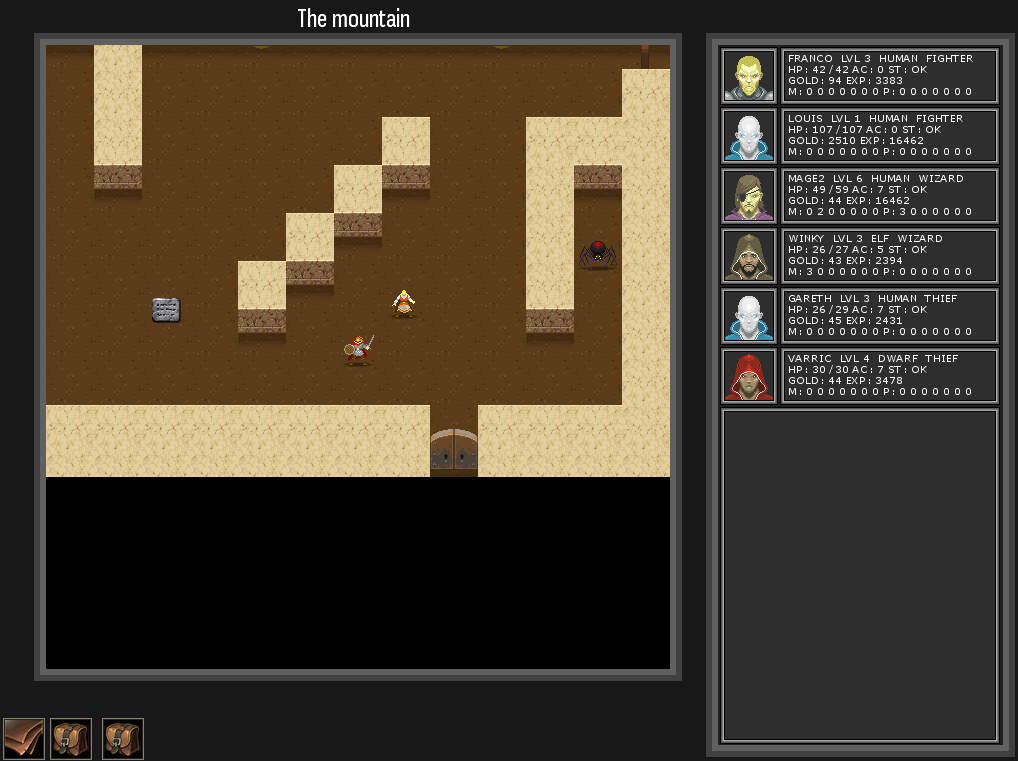 The mountain
FRANCO LVL 3 HUMAN FIGHTER
HP: 42/42 AC: 0 ST: OK
GOLD: 94 EXP: 3383
M: 0 0 0 0 0 0 0 P: 0 0 0 0 0 0 0
LOUIS LVL 1 HUMAN FIGHTER
HP: 107/107 AC: 0 ST: OK
GOLD: 2510 EXP: 16462
M: 0 0 0 0 0 0 0 P: 0 0 0 0 0 0 0
MAGE2 LVL 6 HUMAN WIZARD
HP: 49/59 AC: 7 ST: OK
GOLD: 44 EXP: 16462
M: 0 2 0 0 0 0 0 P: 3 0 0 0 0 0 0
WINKY LVL 3 ELF WIZARD
HP: 26/27 AC: 5 ST: OK
GOLD: 43 EXP: 2394
M: 3 0 0 0 0 0 0 P: 0 0 0 0 0 0 0
GARETH LVL 3 HUMAN THIEF
HP: 26/29 AC: 7 ST: OK
GOLD: 45 EXP: 2431
M: 0 0 0 0 0 0 0 P: 0 0 0 0 0 0 0
VARRIC LVL 4 DWARF THIEF
HP: 30/30 AC: 7 ST: OK
GOLD: 44 EXP: 3478
M: 0 0 0 0 0 0 0 P: 0 0 0 0 0 0 0